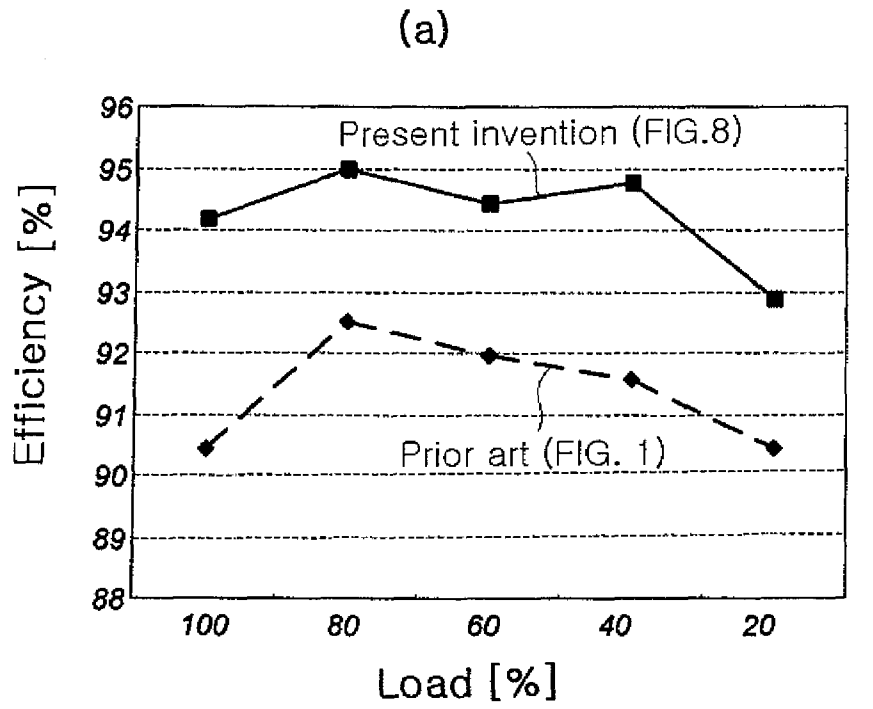 (a)
96
95
94
93
92
91
90
89
88
Efficiency [%]
Present invention (FIG.8)
Prior art (FIG. 1)
100 80 60 40 20
Load [%]